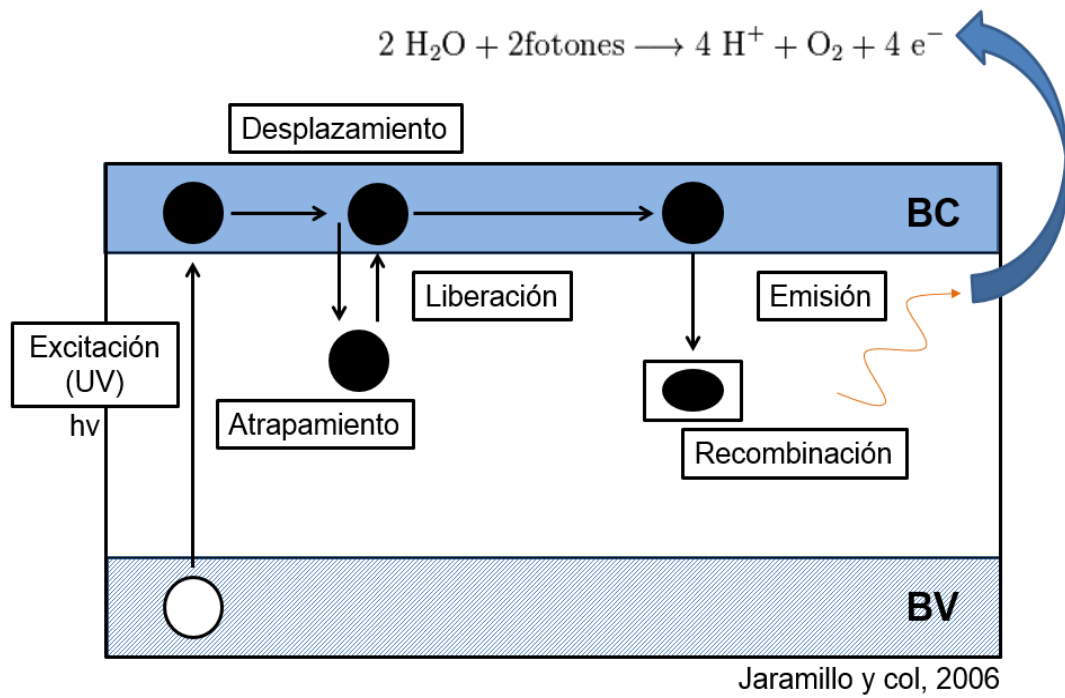 2 H₂O + 2fotones ⟶ 4 H⁺ + O₂ + 4 e⁻
Desplazamiento
BC
Liberación
Emisión
Excitación
(UV)
hv
Atrapamiento
Recombinación
BV
Jaramillo y col, 2006